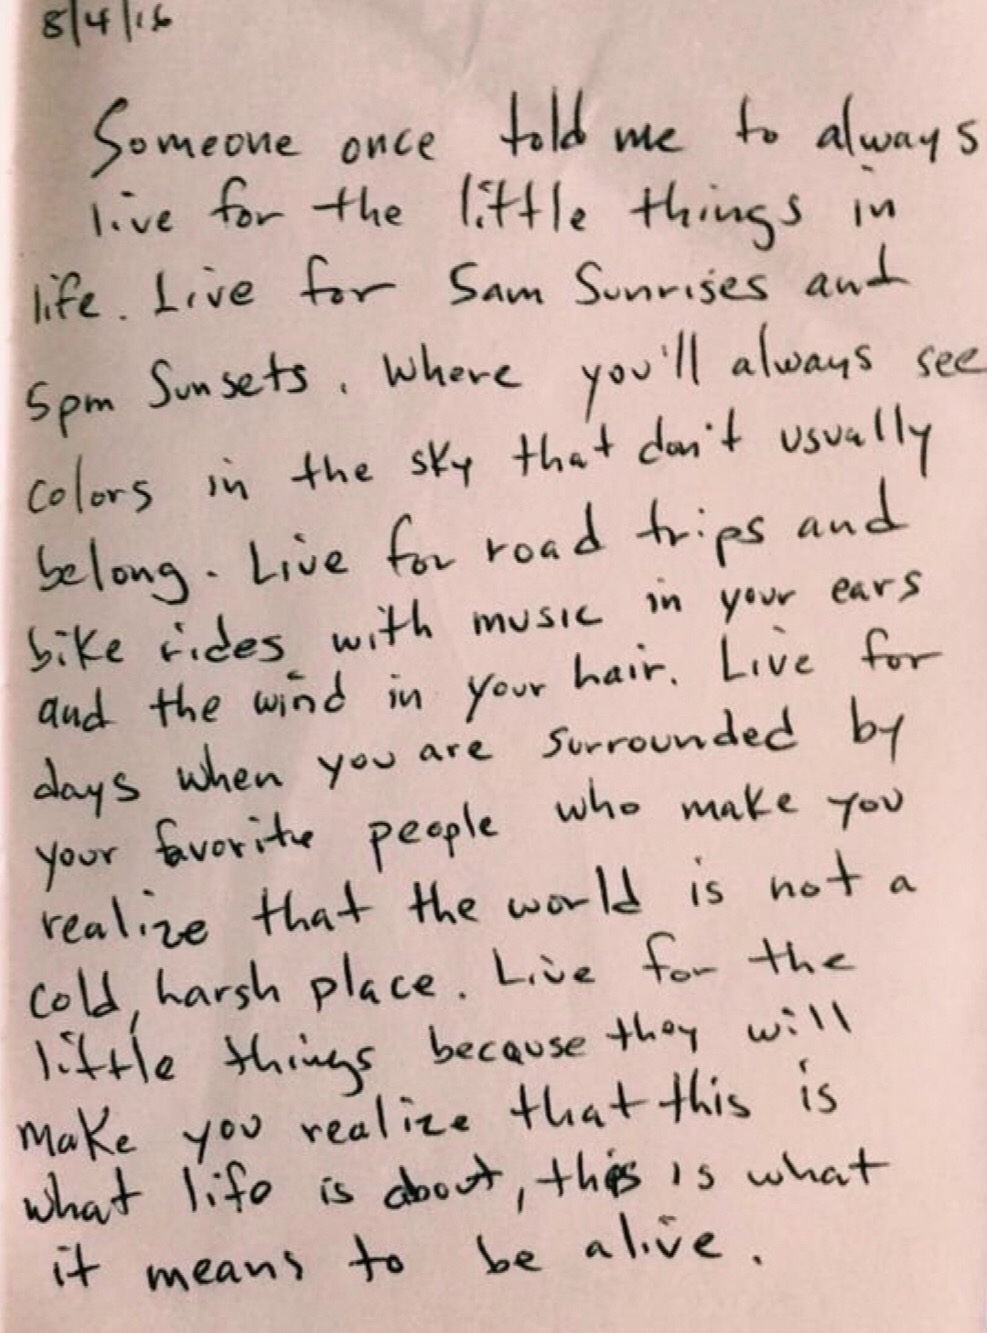 8/4/16
Someone once told me to always
live for the little things in
life. Live for 5am Sunrises and
5pm Sunsets. Where you'll always see
colors in the sky that don't usually
belong. Live for road trips and
bike rides with music in your ears
and the wind in your hair. Live for
days when you are surrounded by
your favorite people who make you
realize that the world is not a
cold, harsh place. Live for the
little things because they will
make you realize that this is
what life is about, this is what
it means to be alive.